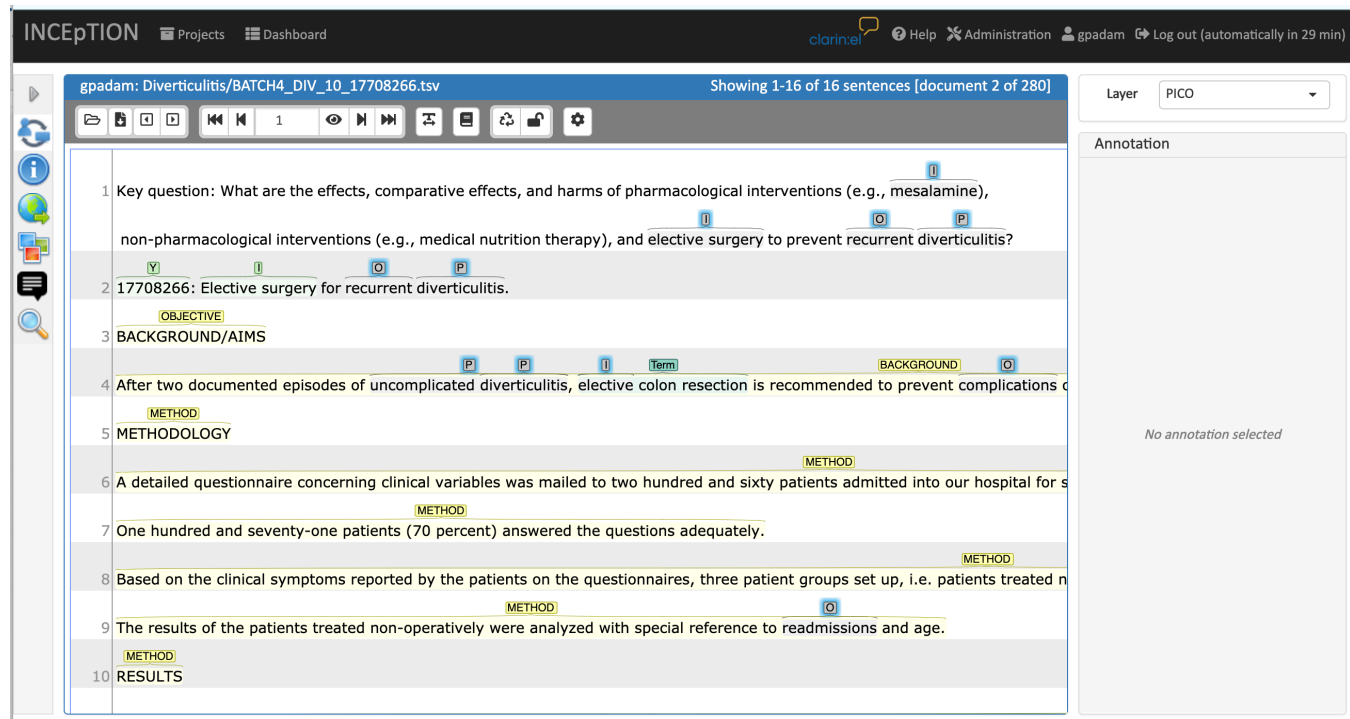 INCEpTION Projects Dashboard clarin:el Help Administration gpadam Log out (automatically in 29 min)
gpadam: Diverticulitis/BATCH4_DIV_10_17708266.tsv Showing 1-16 of 16 sentences [document 2 of 280]
Layer PICO
1
Annotation
I
1 Key question: What are the effects, comparative effects, and harms of pharmacological interventions (e.g., mesalamine),
I O P
non-pharmacological interventions (e.g., medical nutrition therapy), and elective surgery to prevent recurrent diverticulitis?
Y I O P
2 17708266: Elective surgery for recurrent diverticulitis.
OBJECTIVE
3 BACKGROUND/AIMS
P P I Term BACKGROUND O
4 After two documented episodes of uncomplicated diverticulitis, elective colon resection is recommended to prevent complications
METHOD
5 METHODOLOGY
METHOD
6 A detailed questionnaire concerning clinical variables was mailed to two hundred and sixty patients admitted into our hospital for s
METHOD
7 One hundred and seventy-one patients (70 percent) answered the questions adequately.
METHOD
8 Based on the clinical symptoms reported by the patients on the questionnaires, three patient groups set up, i.e. patients treated n
METHOD O
9 The results of the patients treated non-operatively were analyzed with special reference to readmissions and age.
METHOD
10 RESULTS
No annotation selected